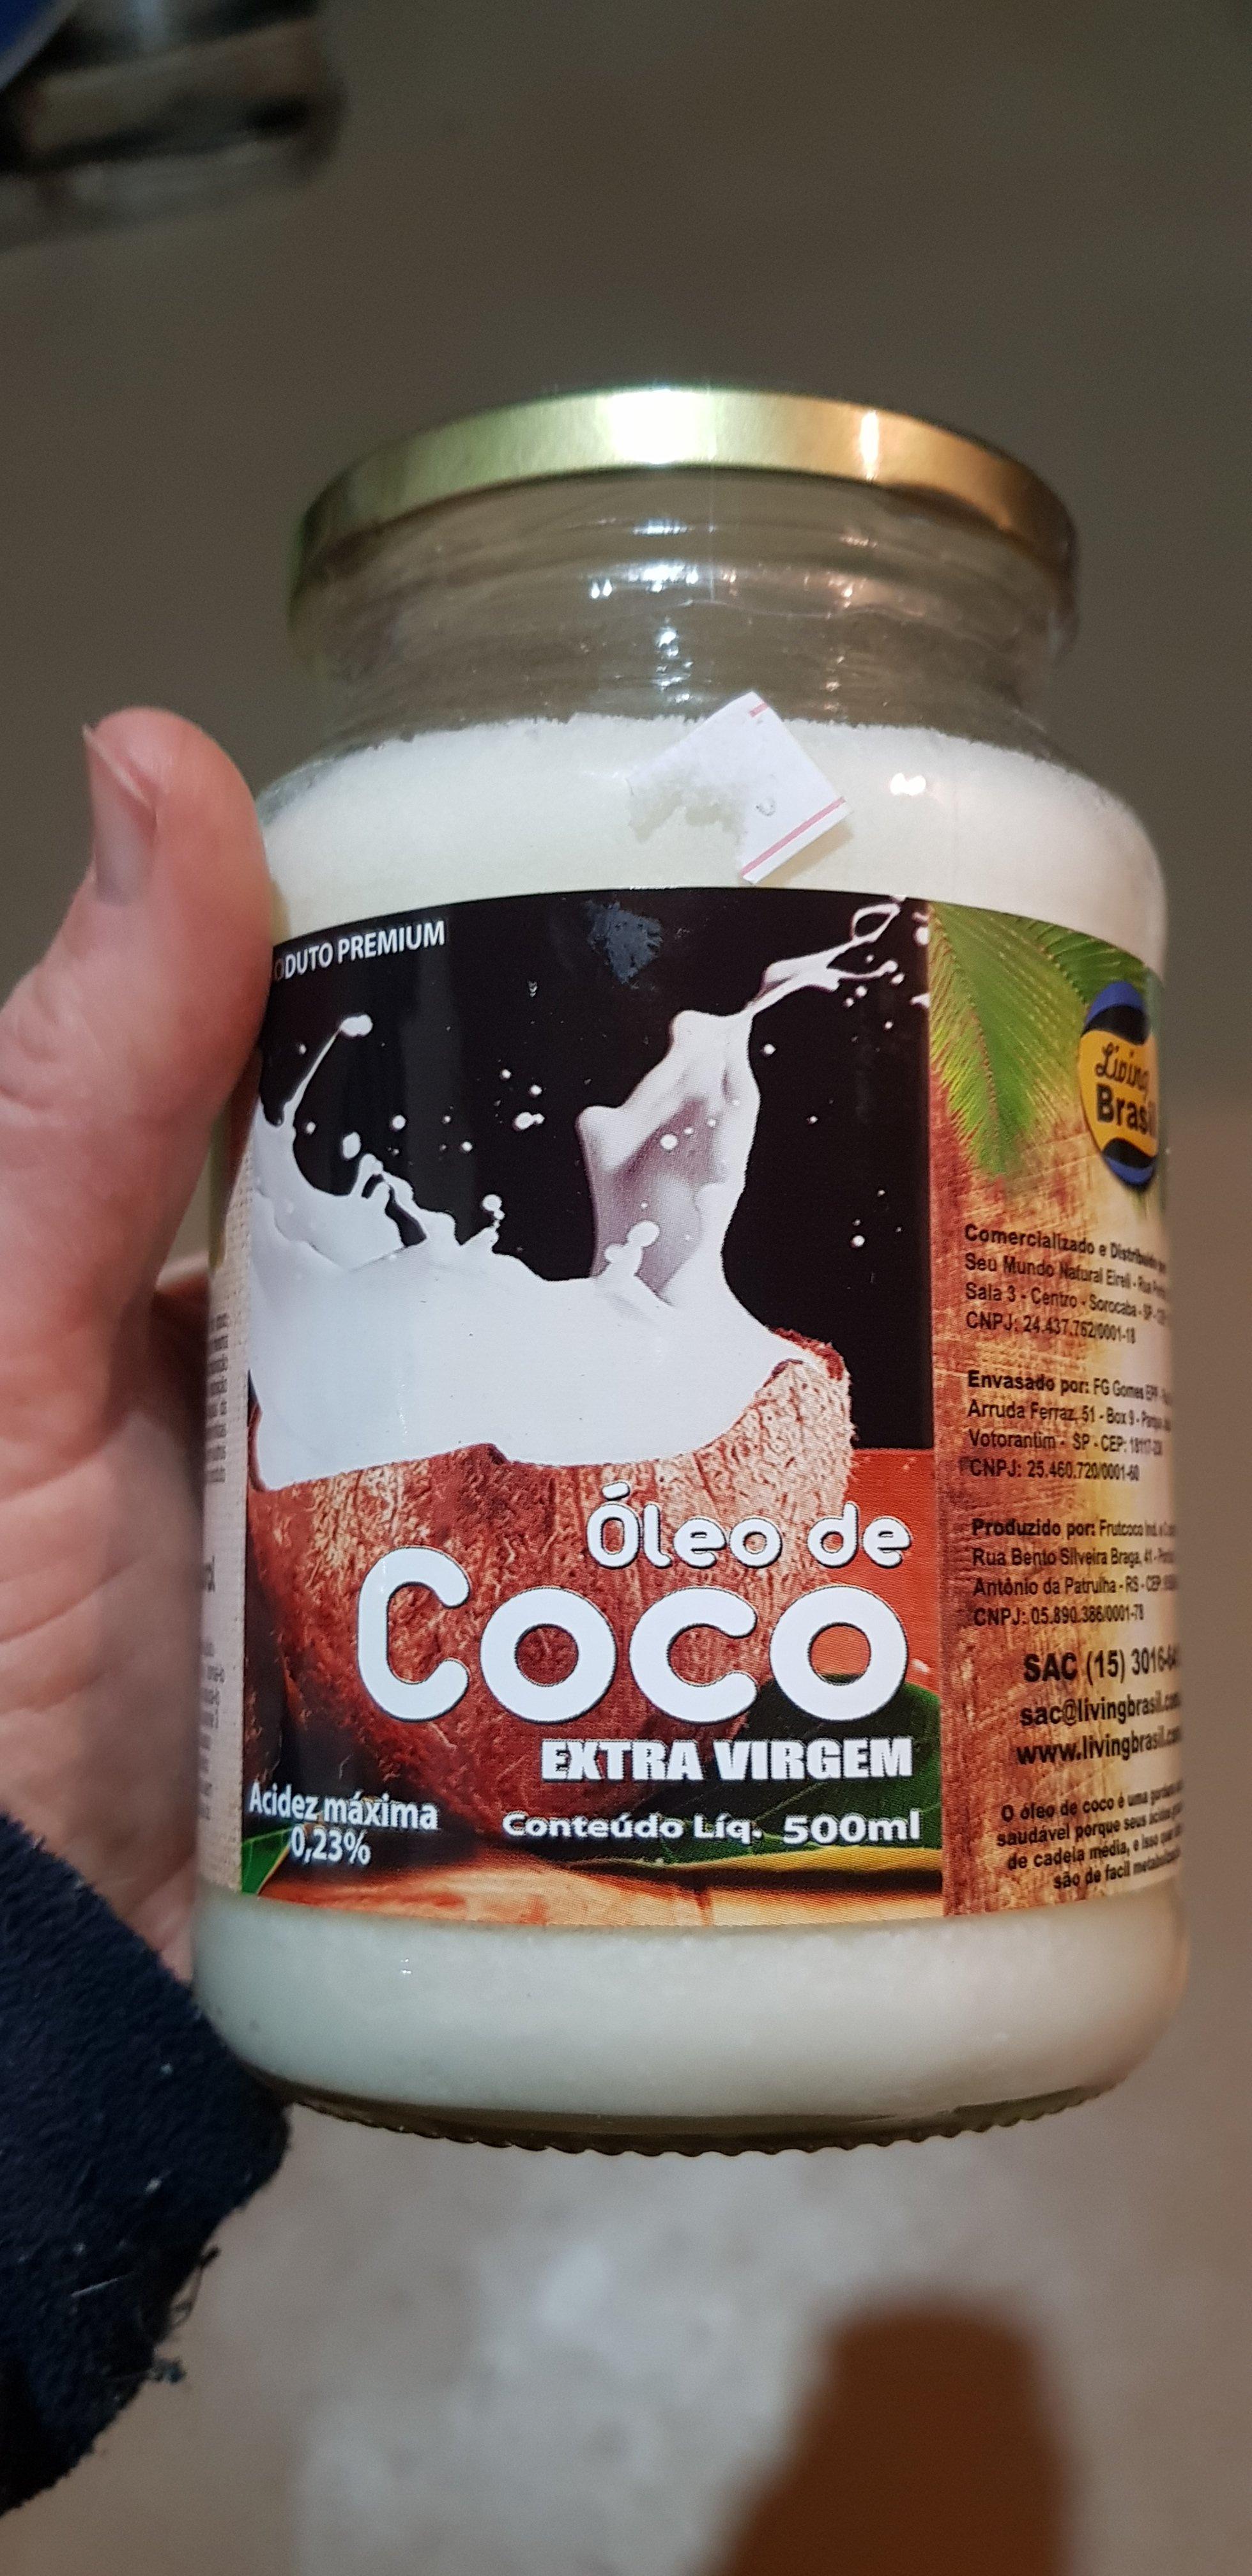 ODUTO PREMIUM
Óleo de
Coco
EXTRA VIRGEM
Acidez máxima
0,23%
Conteúdo Líq. 500ml
Living
Brasil
Comercializado e Distribuído
Seu Mundo Natural Eireli - Rua
Sala 3 - Centro - Sorocaba - SP -
CNPJ: 24.437.762/0001-18
Envasado por: FG Gomes EPP -
Arruda Ferraz, 51 - Box 9 -
Votorantim - SP - CEP:
CNPJ: 25.460.720/0001-60
Produzido por: Frutcoco Ind. e
Rua Bento Silveira Braga, 41 -
Antônio da Patrulha - RS - CEP
CNPJ: 05.890.386/0001-78
SAC (15) 3016-
sac@livingbrasil.com
www.livingbrasil.com
O óleo de coco é uma
saudável porque seus ácidos
de cadeia média, e isso que
são de facil